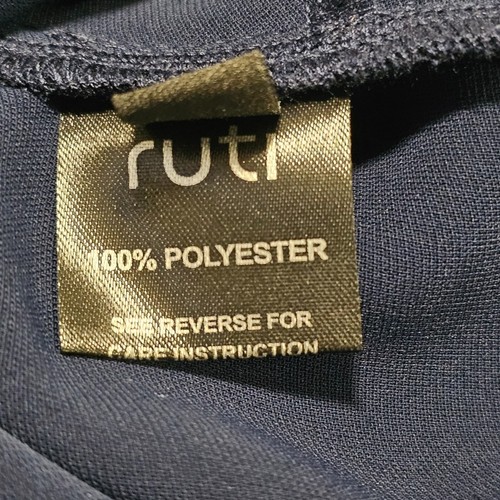 ruti
100% POLYESTER
SEE REVERSE FOR
CARE INSTRUCTION